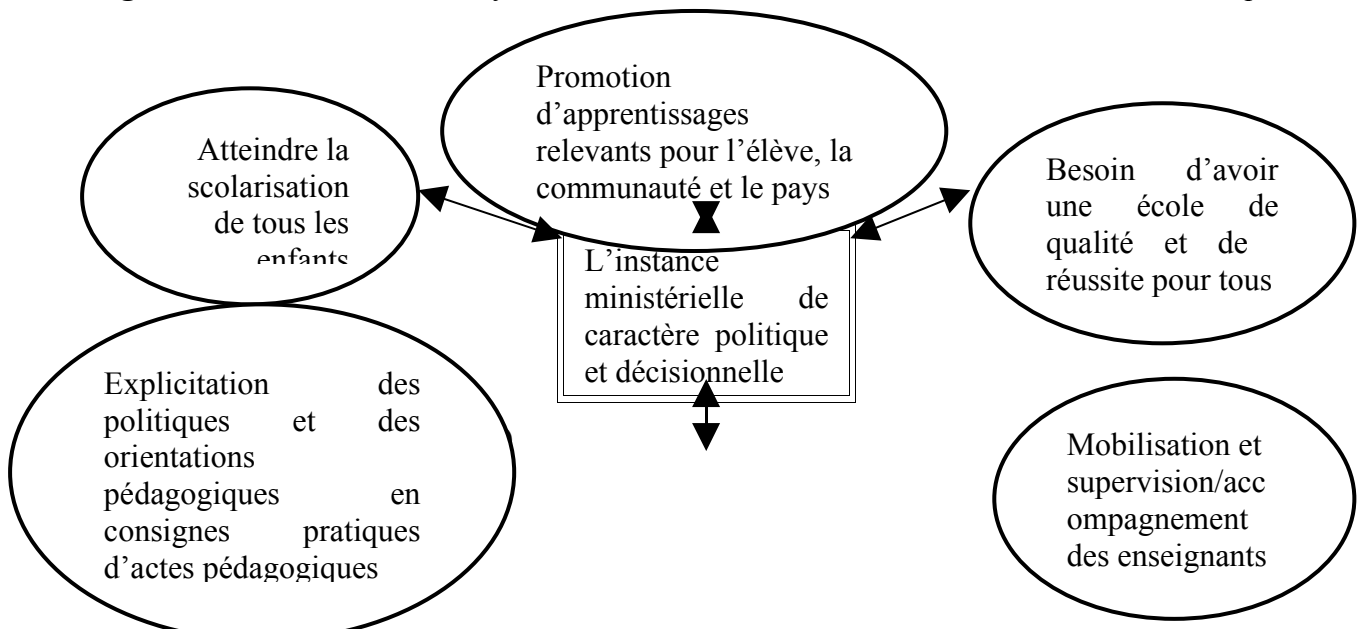 Promotion
d'apprentissages
relevants pour l'élève, la
communauté et le pays
Atteindre la
scolarisation
de tous les
enfants
Besoin d'avoir
une école de
qualité et de
réussite pour tous
L'instance
ministérielle de
caractère politique
et décisionnelle
Explicitation des
politiques et des
orientations
pédagogiques en
consignes pratiques
d'actes pédagogiques
Mobilisation et
supervision/acc
ompagnement
des enseignants